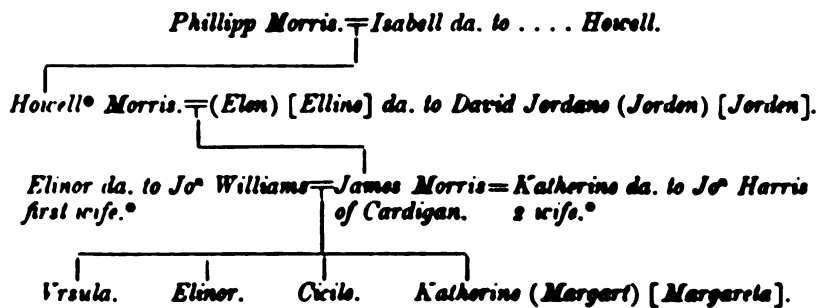 Phillipp Morris.=Isabell da. to .... Howell.
Howell* Morris.=(Elen) [Elline] da. to David Jordane (Jorden) [Jorden].
Elinor da. to Joⁿ Williams=James Morris=Katherine da. to Joⁿ Harris
first wife.* of Cardigan. 2 wife.*
Vrsula. Elinor. Cicile. Katherine (Margart) [Margareta].